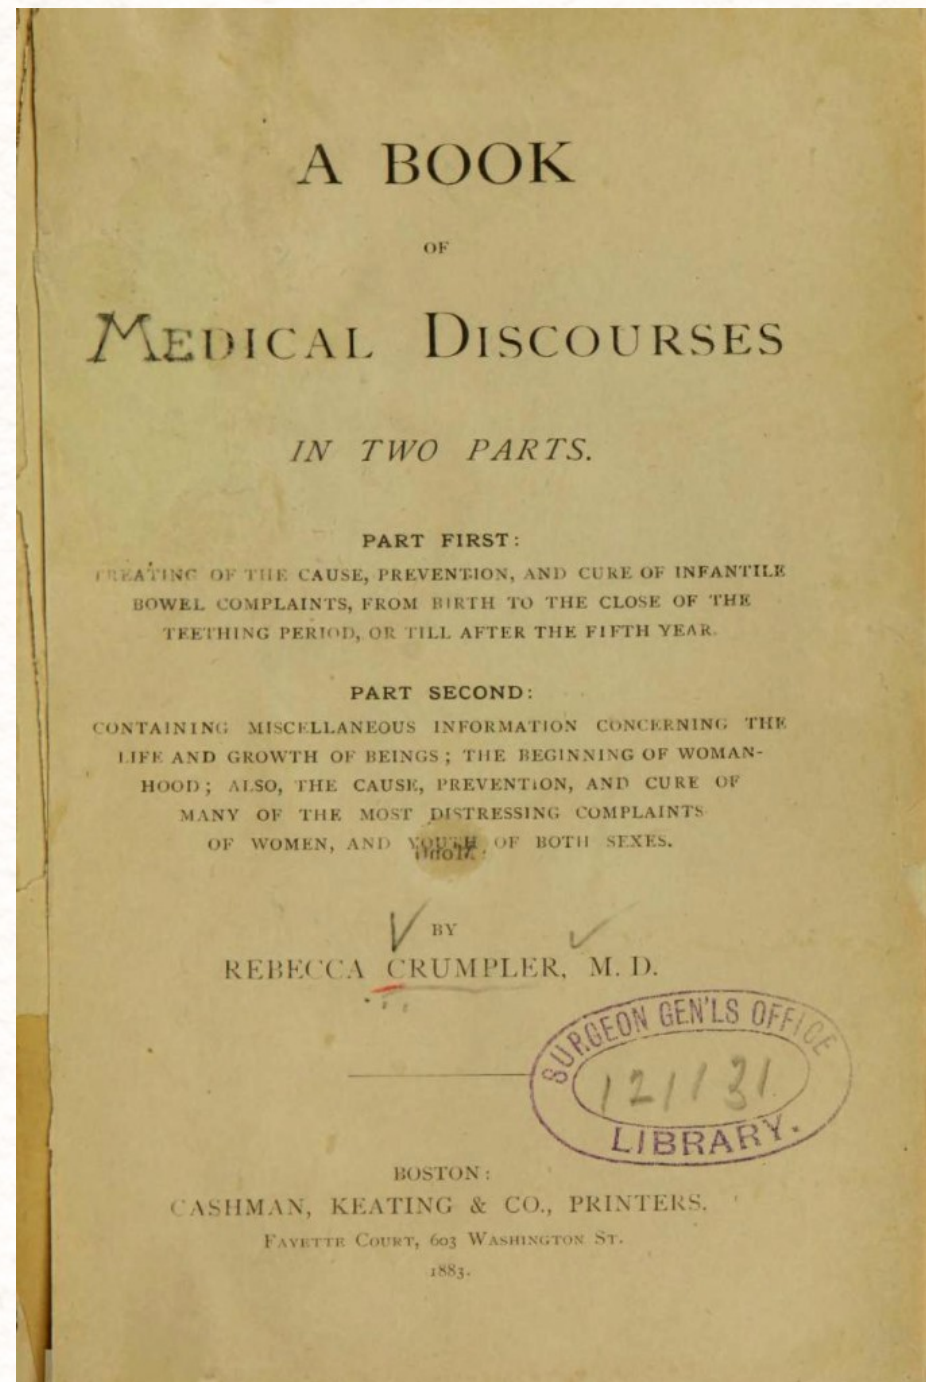 A BOOK
OF
MEDICAL DISCOURSES
IN TWO PARTS.
PART FIRST:
TREATING OF THE CAUSE, PREVENTION, AND CURE OF INFANTILE
BOWEL COMPLAINTS, FROM BIRTH TO THE CLOSE OF THE
TEETHING PERIOD, OR TILL AFTER THE FIFTH YEAR.
PART SECOND:
CONTAINING MISCELLANEOUS INFORMATION CONCERNING THE
LIFE AND GROWTH OF BEINGS; THE BEGINNING OF WOMAN-
HOOD; ALSO, THE CAUSE, PREVENTION, AND CURE OF
MANY OF THE MOST DISTRESSING COMPLAINTS
OF WOMEN, AND YOUTH OF BOTH SEXES.
BY
REBECCA CRUMPLER, M. D.
SURGEON GEN'LS OFFICE
121131
LIBRARY.
BOSTON:
CASHMAN, KEATING & CO., PRINTERS.
FAYETTE COURT, 603 WASHINGTON ST.
1883.